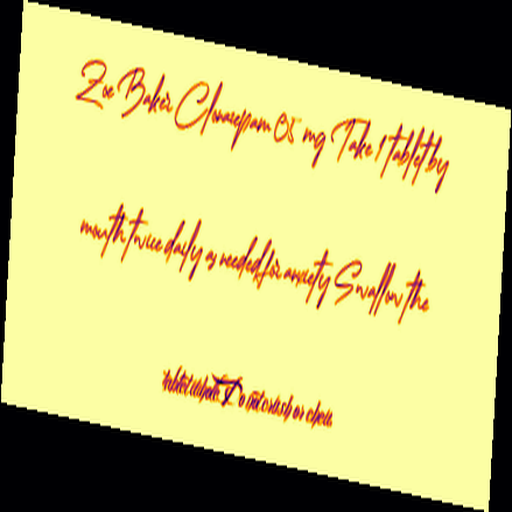 Zoe Baker Clonazepam 0.5 mg Take 1 tablet by
mouth twice daily as needed for anxiety Swallow the
tablet whole. Do not crush or chew.